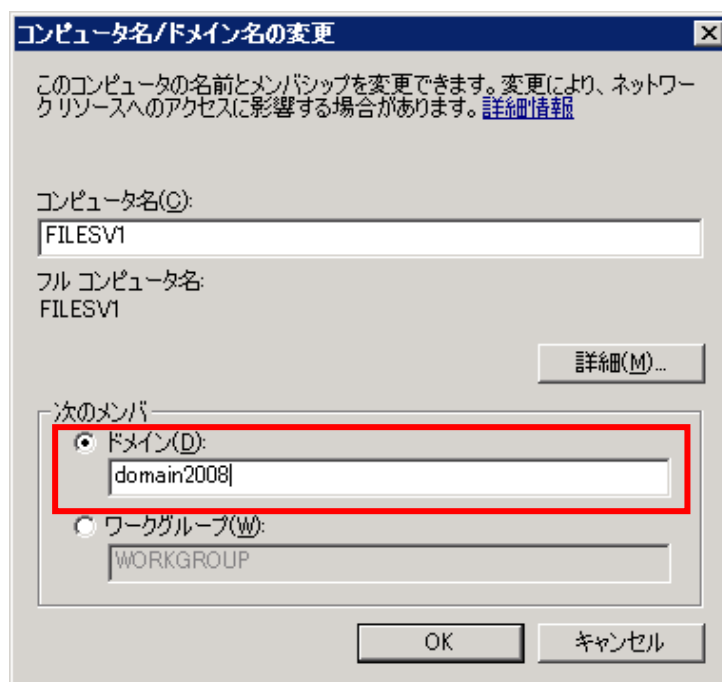 コンピュータ名/ドメイン名の変更
このコンピュータの名前とメンバシップを変更できます。変更により、ネットワー
ク リソースへのアクセスに影響する場合があります。詳細情報
コンピュータ名(C):
FILESV1
フル コンピュータ名:
FILESV1
詳細(M)...
次のメンバ
ドメイン(D):
domain2008
ワークグループ(W):
WORKGROUP
OK
キャンセル